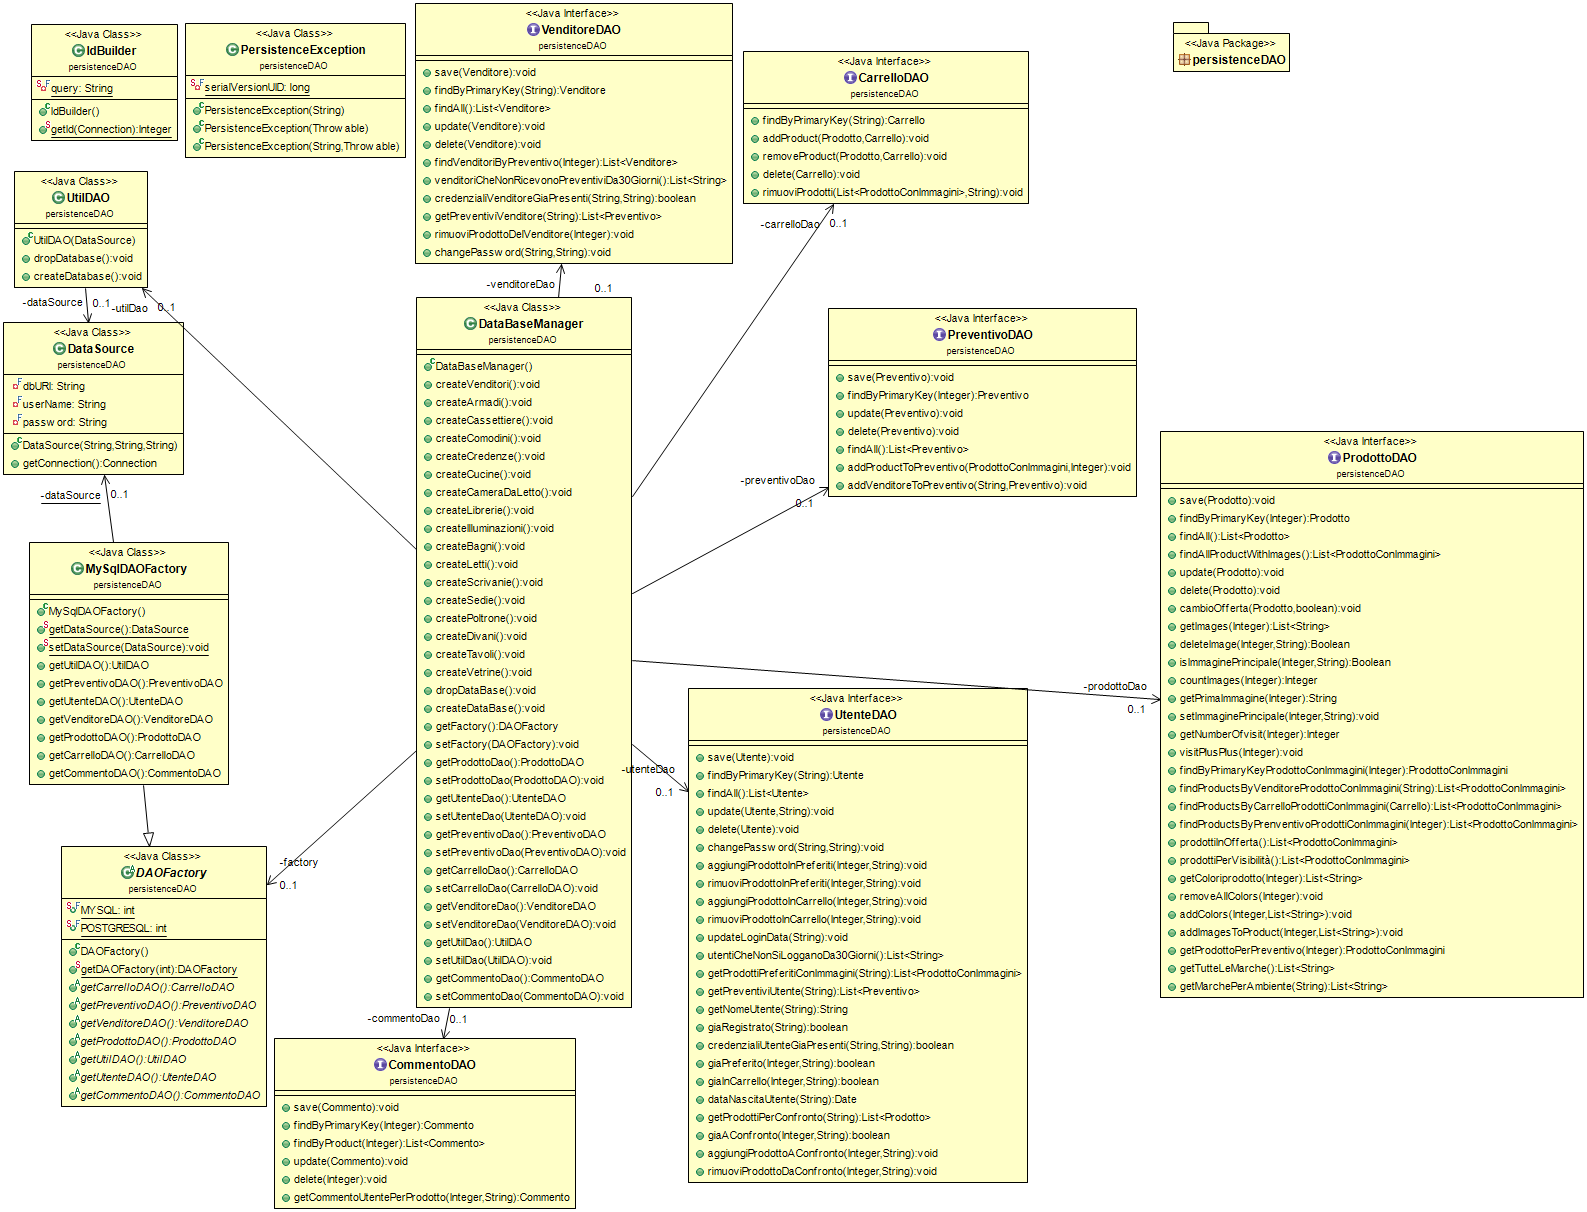 <<Java Class>>
IdBuilder
persistenceDAO
query: String
IdBuilder()
getId(Connection):Integer
<<Java Class>>
PersistenceException
persistenceDAO
serialVersionUID: long
PersistenceException(String)
PersistenceException(Throwable)
PersistenceException(String,Throwable)
<<Java Interface>>
VenditoreDAO
persistenceDAO
save(Venditore):void
findByPrimaryKey(String):Venditore
findAll():List<Venditore>
update(Venditore):void
delete(Venditore):void
findVenditoriByPreventivo(Integer):List<Venditore>
venditoriCheNonRicevonoPreventiviDa30Giorni():List<String>
credenzialiVenditoreGiaPresenti(String,String):boolean
getPreventiviVenditore(String):List<Preventivo>
rimuoviProdottoDelVenditore(Integer):void
changePassword(String,String):void
<<Java Interface>>
CarrelloDAO
persistenceDAO
findByPrimaryKey(String):Carrello
addProduct(Prodotto,Carrello):void
removeProduct(Prodotto,Carrello):void
delete(Carrello):void
rimuoviProdotti(List<ProdottoConImmagini>,String):void
<<Java Package>>
persistenceDAO
<<Java Class>>
UtilDAO
persistenceDAO
UtilDAO(DataSource)
dropDatabase():void
createDatabase():void
-dataSource
0..1
-utilDao
0..1
-venditoreDao
0..1
-carrelloDao
0..1
<<Java Class>>
DataSource
persistenceDAO
dbURI: String
userName: String
password: String
DataSource(String,String,String)
getConnection():Connection
-dataSource
0..1
<<Java Class>>
DataBaseManager
persistenceDAO
DataBaseManager()
createVenditori():void
createArmadi():void
createCassettiere():void
createComodini():void
createCredenze():void
createCucine():void
createCameraDaLetto():void
createLibrerie():void
createIlluminazioni():void
createBagni():void
createLetti():void
createScrivanie():void
createSedie():void
createPoltrone():void
createDivani():void
createTavoli():void
createVetrine():void
dropDataBase():void
createDataBase():void
getFactory():DAOFactory
setFactory(DAOFactory):void
getProdottoDao():ProdottoDAO
setProdottoDao(ProdottoDAO):void
getUtenteDao():UtenteDAO
setUtenteDao(UtenteDAO):void
getPreventivoDao():PreventivoDAO
setPreventivoDao(PreventivoDAO):void
getCarrelloDao():CarrelloDAO
setCarrelloDao(CarrelloDAO):void
getVenditoreDao():VenditoreDAO
setVenditoreDao(VenditoreDAO):void
getUtilDao():UtilDAO
setUtilDao(UtilDAO):void
getCommentoDao():CommentoDAO
setCommentoDao(CommentoDAO):void
<<Java Interface>>
PreventivoDAO
persistenceDAO
save(Preventivo):void
findByPrimaryKey(Integer):Preventivo
update(Preventivo):void
delete(Preventivo):void
findAll():List<Preventivo>
addProductToPreventivo(ProdottoConImmagini,Integer):void
addVenditoreToPreventivo(String,Preventivo):void
-preventivoDao
0..1
<<Java Interface>>
ProdottoDAO
persistenceDAO
save(Prodotto):void
findByPrimaryKey(Integer):Prodotto
findAll():List<Prodotto>
findAllProductWithImages():List<ProdottoConImmagini>
update(Prodotto):void
delete(Prodotto):void
cambioOfferta(Prodotto,boolean):void
getImages(Integer):List<String>
deleteImage(Integer,String):Boolean
isImmaginePrincipale(Integer,String):Boolean
countImages(Integer):Integer
getPrimaImmagine(Integer):String
setImmaginePrincipale(Integer,String):void
getNumberOfvisit(Integer):Integer
visitPlusPlus(Integer):void
findByPrimaryKeyProdottoConImmagini(Integer):ProdottoConImmagini
findProductsByVenditoreProdottoConImmagini(String):List<ProdottoConImmagini>
findProductsByCarrelloProdottiConImmagini(Carrello):List<ProdottoConImmagini>
findProductsByPrenventivoProdottiConImmagini(Integer):List<ProdottoConImmagini>
prodottiInOfferta():List<ProdottoConImmagini>
prodottiPerVisibilità():List<ProdottoConImmagini>
getColoriprodotto(Integer):List<String>
removeAllColors(Integer):void
addColors(Integer,List<String>):void
addImagesToProduct(Integer,List<String>):void
getProdottoPerPreventivo(Integer):ProdottoConImmagini
getTutteLeMarche():List<String>
getMarchePerAmbiente(String):List<String>
-prodottoDao
0..1
<<Java Class>>
MySqlDAOFactory
persistenceDAO
MySqlDAOFactory()
getDataSource():DataSource
setDataSource(DataSource):void
getUtilDAO():UtilDAO
getPreventivoDAO():PreventivoDAO
getUtenteDAO():UtenteDAO
getVenditoreDAO():VenditoreDAO
getProdottoDAO():ProdottoDAO
getCarrelloDAO():CarrelloDAO
getCommentoDAO():CommentoDAO
<<Java Interface>>
UtenteDAO
persistenceDAO
save(Utente):void
findByPrimaryKey(String):Utente
findAll():List<Utente>
update(Utente,String):void
delete(Utente):void
changePassword(String,String):void
aggiungiProdottoInPreferiti(Integer,String):void
rimuoviProdottoInPreferiti(Integer,String):void
aggiungiProdottoInCarrello(Integer,String):void
rimuoviProdottoInCarrello(Integer,String):void
updateLoginData(String):void
utentiCheNonSiLogganoDa30Giorni():List<String>
getProdottiPreferitiConImmagini(String):List<ProdottoConImmagini>
getPreventiviUtente(String):List<Preventivo>
getNomeUtente(String):String
giaRegistrato(String):boolean
credenzialiUtenteGiaPresenti(String,String):boolean
giaPreferito(Integer,String):boolean
giaInCarrello(Integer,String):boolean
dataNascitaUtente(String):Date
getProdottiPerConfronto(String):List<Prodotto>
giaAConfronto(Integer,String):boolean
aggiungiProdottoAConfronto(Integer,String):void
rimuoviProdottoDaConfronto(Integer,String):void
-utenteDao
0..1
-factory
0..1
<<Java Class>>
DAOFactory
persistenceDAO
MYSQL: int
POSTGRESQL: int
DAOFactory()
getDAOFactory(int):DAOFactory
getCarrelloDAO():CarrelloDAO
getPreventivoDAO():PreventivoDAO
getVenditoreDAO():VenditoreDAO
getProdottoDAO():ProdottoDAO
getUtilDAO():UtilDAO
getUtenteDAO():UtenteDAO
getCommentoDAO():CommentoDAO
-commentoDao
0..1
<<Java Interface>>
CommentoDAO
persistenceDAO
save(Commento):void
findByPrimaryKey(Integer):Commento
findByProduct(Integer):List<Commento>
update(Commento):void
delete(Integer):void
getCommentoUtentePerProdotto(Integer,String):Commento